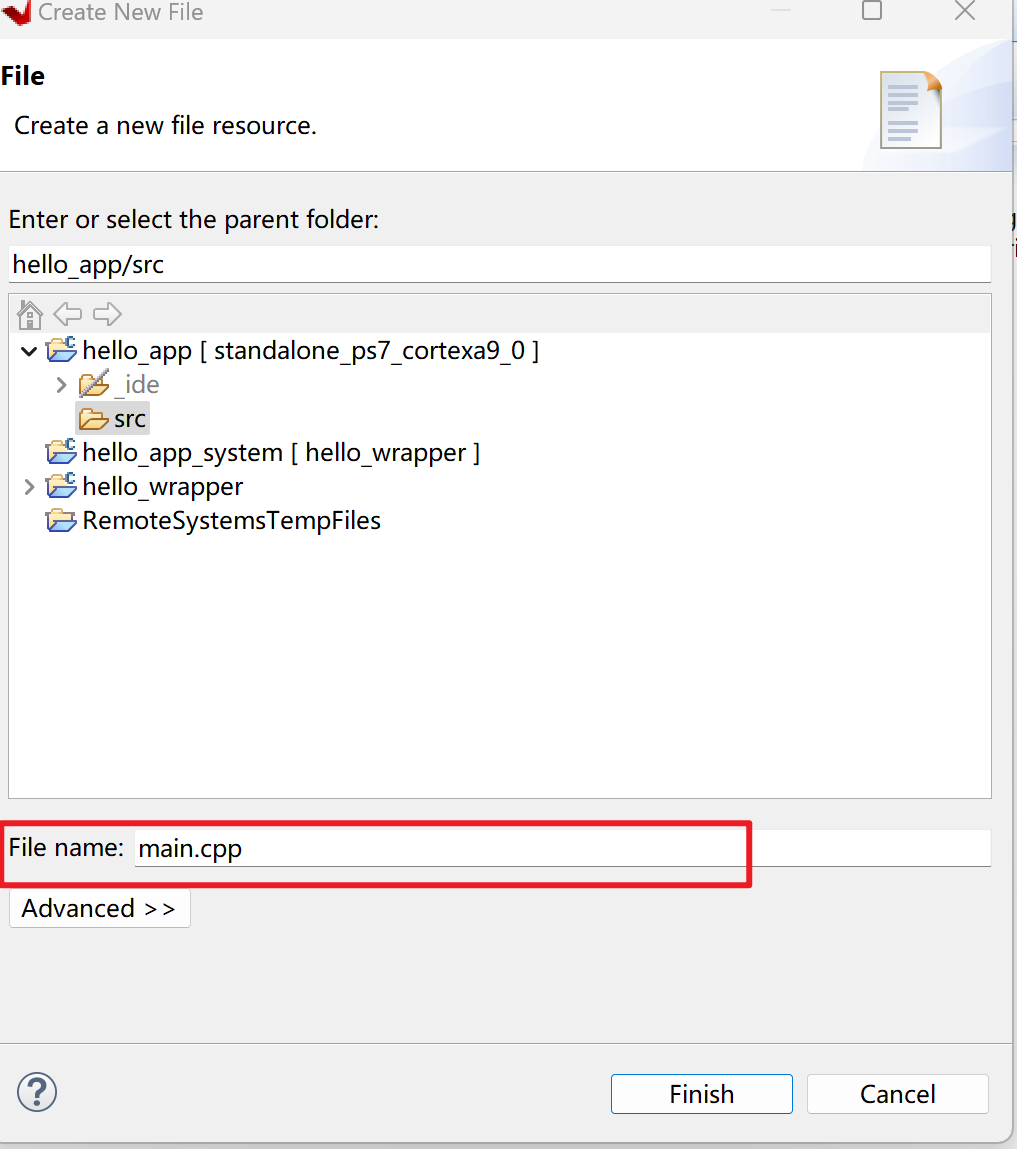 Create New File
File
Create a new file resource.
Enter or select the parent folder:
hello_app/src
hello_app [ standalone_ps7_cortexa9_0 ]
_ide
src
hello_app_system [ hello_wrapper ]
hello_wrapper
RemoteSystemsTempFiles
File name: main.cpp
Advanced >>
Finish Cancel